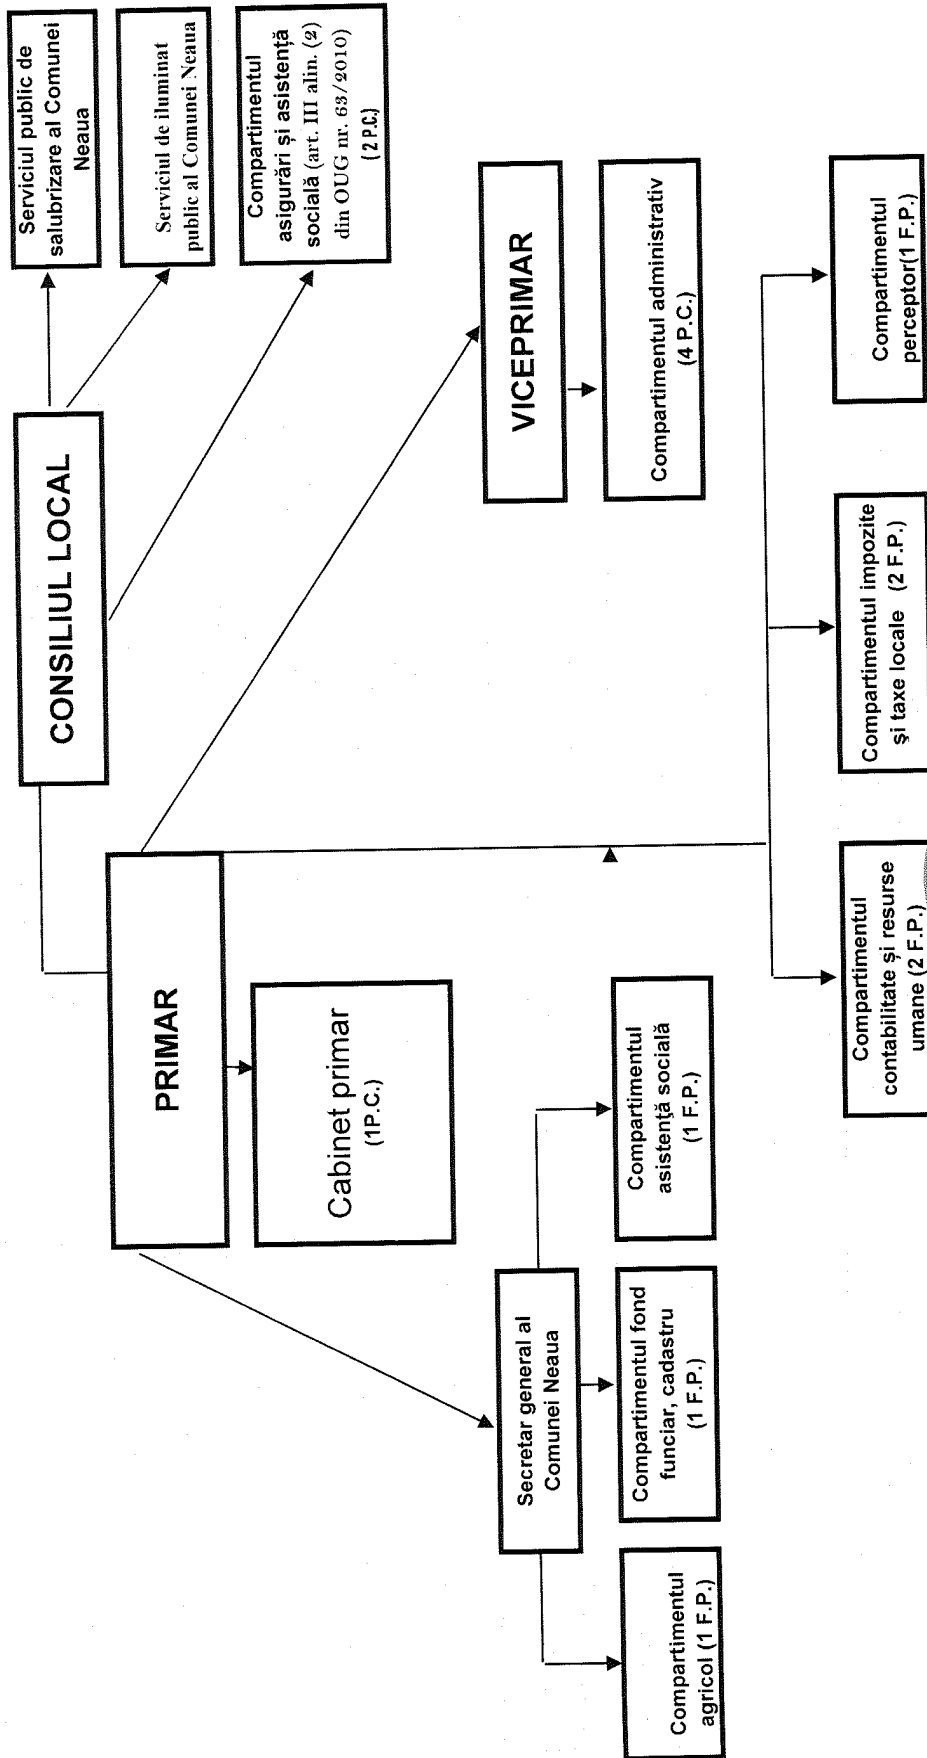 CONSILIUL LOCAL
Serviciul public de
salubrizare al Comunei
Neaua
Serviciul de iluminat
public al Comunei Neaua
Compartimentul
asigurări și asistență
socială (art. III alin. (2)
din OUG nr. 63/2010)
( 2 P.C.)
PRIMAR
Cabinet primar
(1P.C.)
VICEPRIMAR
Compartimentul administrativ
(4 P.C.)
Secretar general al
Comunei Neaua
Compartimentul
agricol (1 F.P.)
Compartimentul fond
funciar, cadastru
(1 F.P.)
Compartimentul
asistenţă socială
(1 F.P.)
Compartimentul
contabilitate și resurse
umane (2 F.P.)
Compartimentul impozite
şi taxe locale (2 F.P.)
Compartimentul
perceptor(1 F.P.)